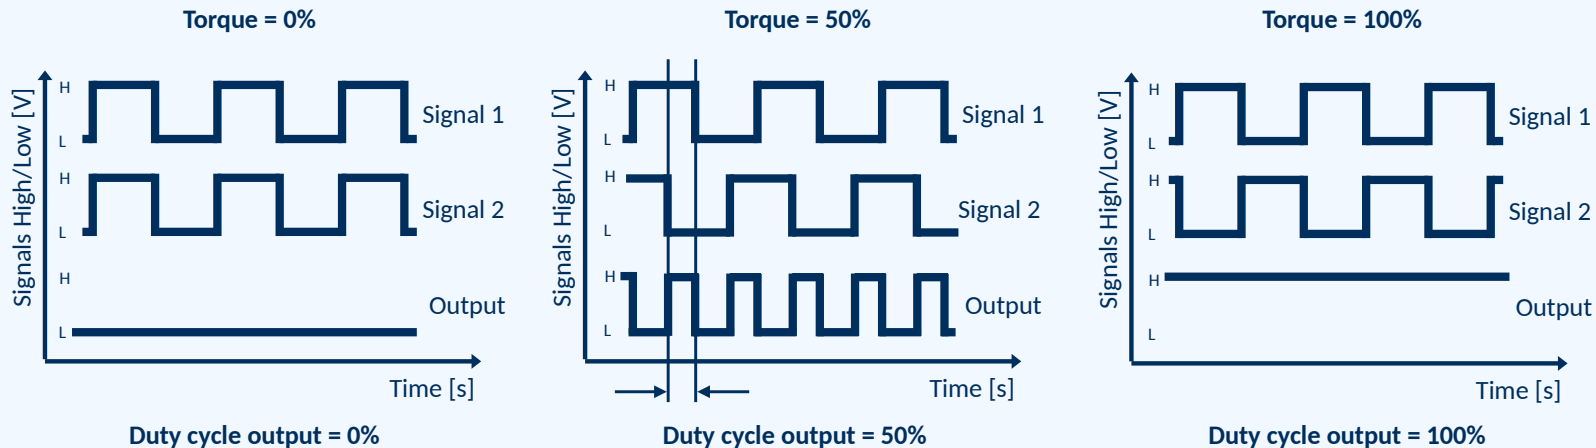 Torque = 0%
Signals High/Low [V]
H
L
Signal 1
H
L
Signal 2
H
L
Output
Time [s]
Duty cycle output = 0%
Torque = 50%
Signals High/Low [V]
H
L
Signal 1
H
L
Signal 2
H
L
Output
Time [s]
Duty cycle output = 50%
Torque = 100%
Signals High/Low [V]
H
L
Signal 1
H
L
Signal 2
H
L
Output
Time [s]
Duty cycle output = 100%